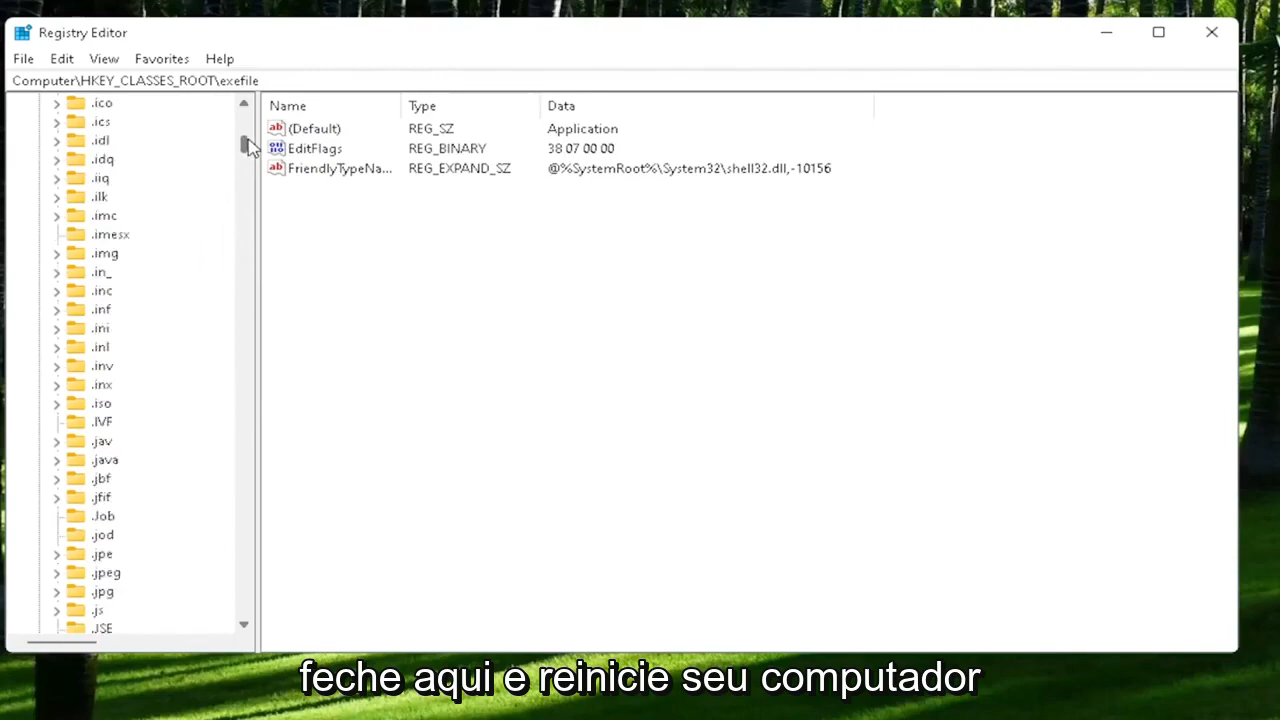 Registry Editor
File Edit View Favorites Help
Computer\HKEY_CLASSES_ROOT\exefile
.ico
.ics
.idl
.idq
.iiq
.ilk
.imc
.imesx
.img
.in_
.inc
.inf
.ini
.inl
.inv
.inx
.iso
.IVF
.jav
.java
.jbf
.jfif
.Job
.jod
.jpe
.jpeg
.jpg
.js
.JSE
Name Type Data
(Default) REG_SZ Application
EditFlags REG_BINARY 38 07 00 00
FriendlyTypeNa... REG_EXPAND_SZ @%SystemRoot%\System32\shell32.dll,-10156
feche aqui e reinicie seu computador